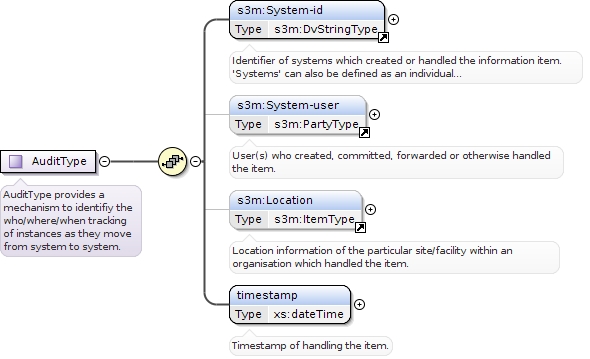 s3m:System-id
Type s3m:DvStringType
Identifier of systems which created or handled the information item.
'Systems' can also be defined as an individual...
s3m:System-user
Type s3m:PartyType
User(s) who created, committed, forwarded or otherwise handled
the item.
AuditType
AuditType provides a
mechanism to identifiy the
who/where/when tracking
of instances as they move
from system to system.
s3m:Location
Type s3m:ItemType
Location information of the particular site/facility within an
organisation which handled the item.
timestamp
Type xs:dateTime
Timestamp of handling the item.